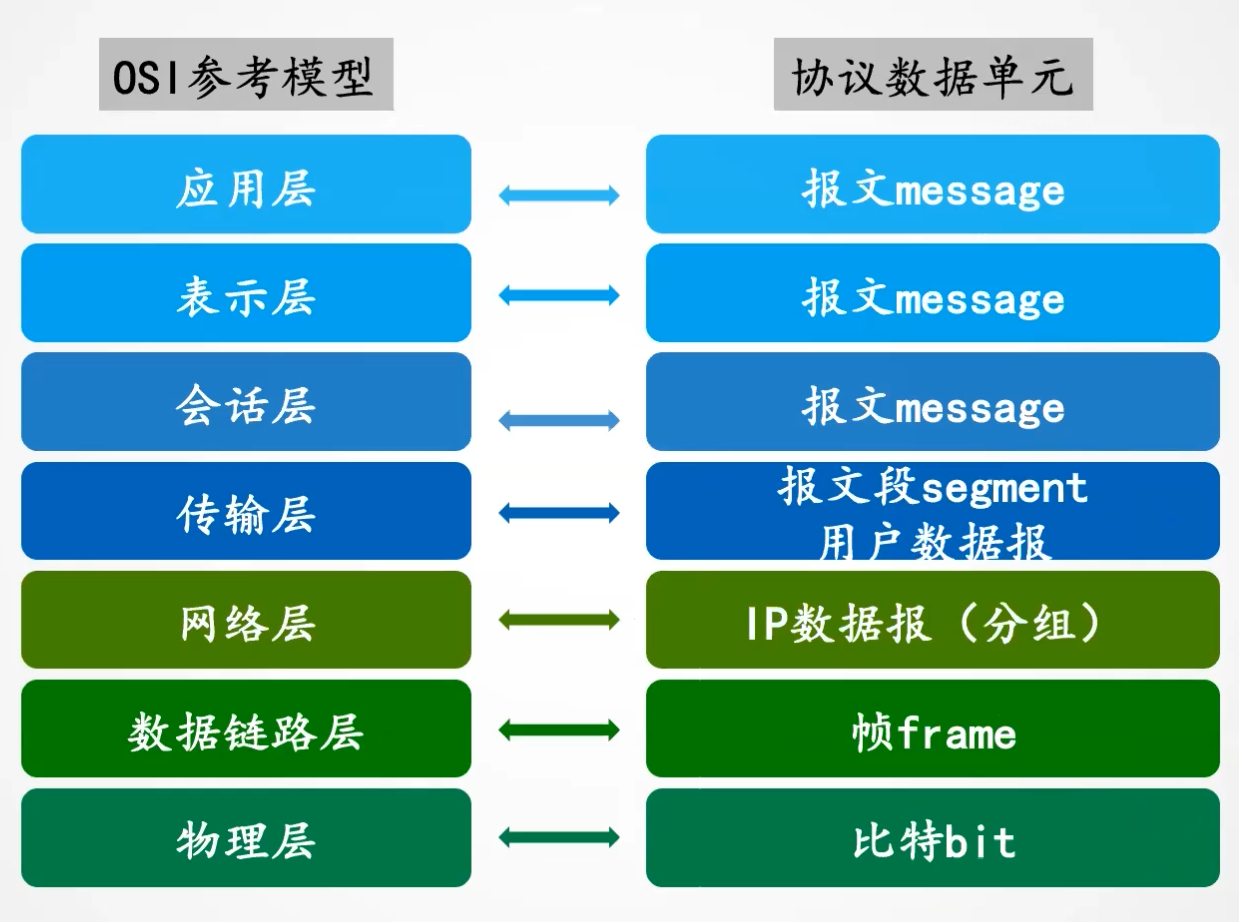 OSI参考模型
协议数据单元
应用层
报文message
表示层
报文message
会话层
报文message
传输层
报文段segment
用户数据报
网络层
IP数据报（分组）
数据链路层
帧frame
物理层
比特bit